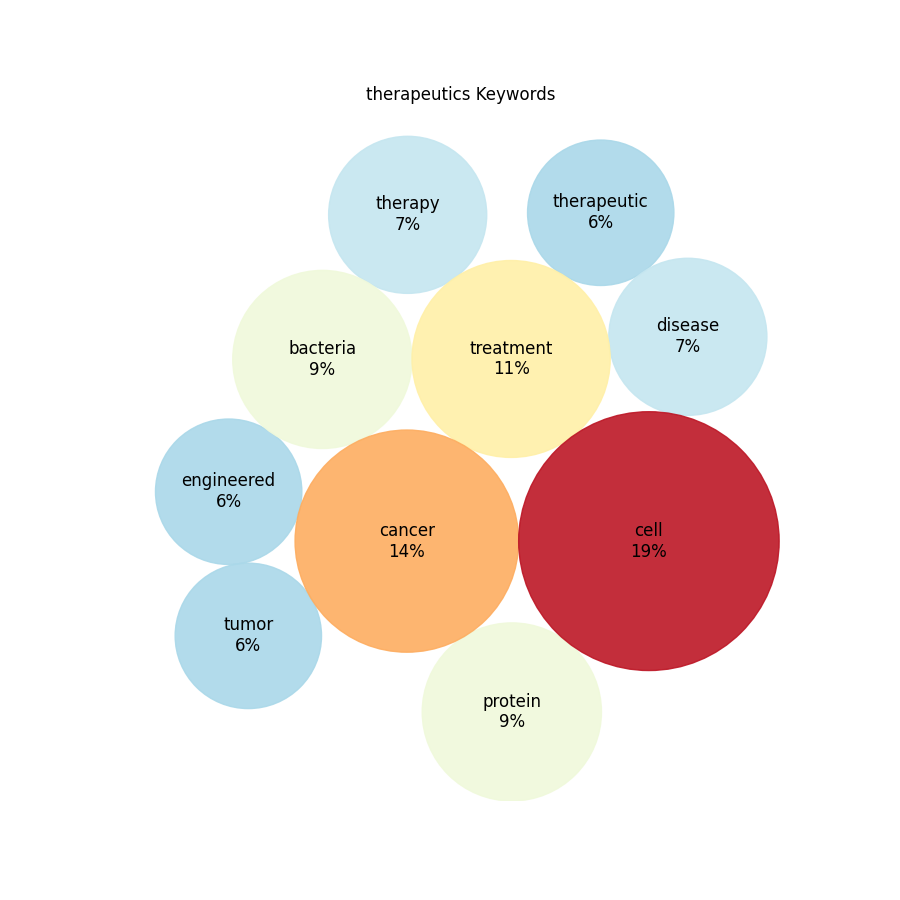 therapeutics Keywords
therapy
7%
therapeutic
6%
disease
7%
bacteria
9%
treatment
11%
engineered
6%
cancer
14%
cell
19%
tumor
6%
protein
9%